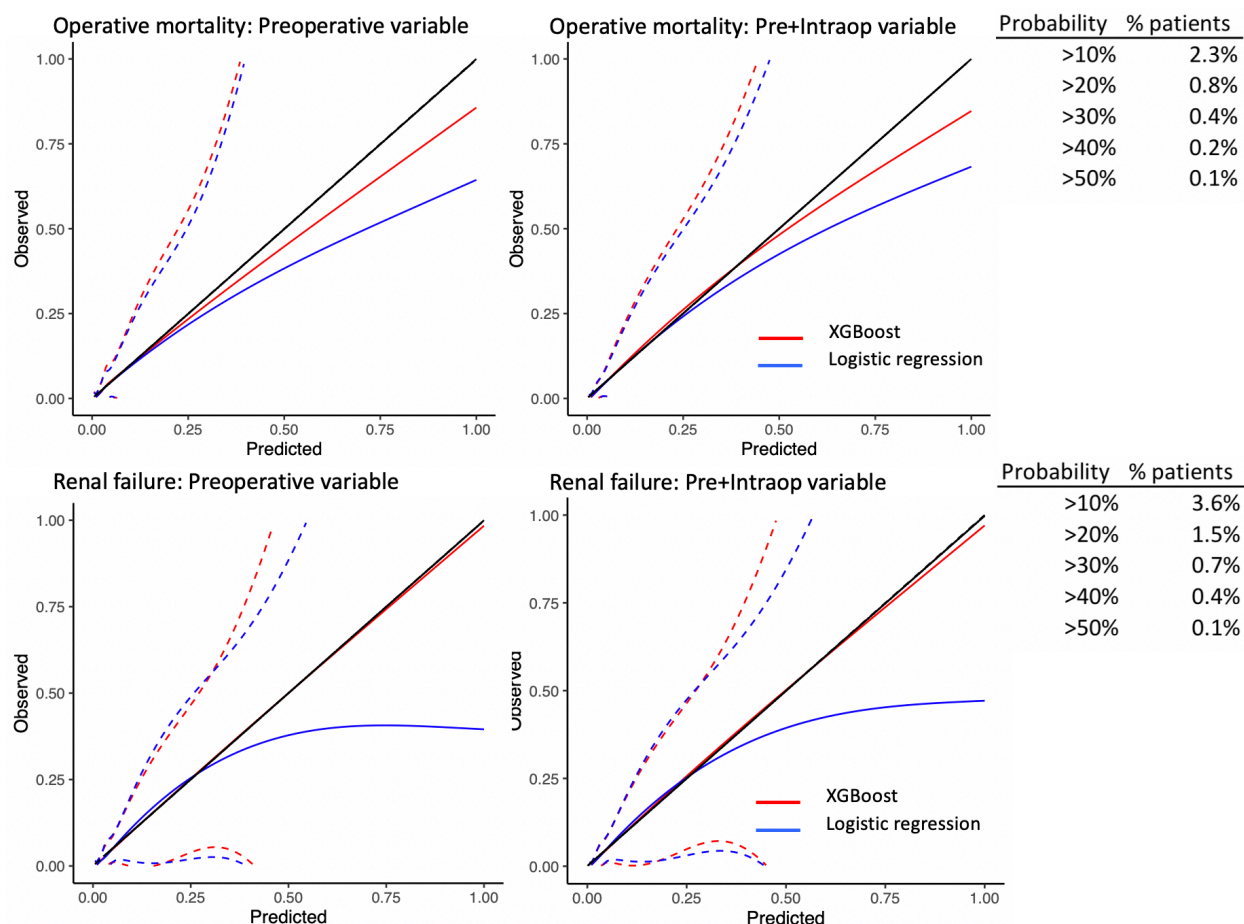 Operative mortality: Preoperative variable
1.00
0.75
0.50
0.25
0.00
Observed
0.00 0.25 0.50 0.75 1.00
Predicted
Operative mortality: Pre+Intraop variable
1.00
0.75
0.50
0.25
0.00
Observed
XGBoost
Logistic regression
0.00 0.25 0.50 0.75 1.00
Predicted
Probability % patients
>10% 2.3%
>20% 0.8%
>30% 0.4%
>40% 0.2%
>50% 0.1%
Renal failure: Preoperative variable
1.00
0.75
0.50
0.25
0.00
Observed
0.00 0.25 0.50 0.75 1.00
Predicted
Renal failure: Pre+Intraop variable
1.00
0.75
0.50
0.25
0.00
Observed
XGBoost
Logistic regression
0.00 0.25 0.50 0.75 1.00
Predicted
Probability % patients
>10% 3.6%
>20% 1.5%
>30% 0.7%
>40% 0.4%
>50% 0.1%